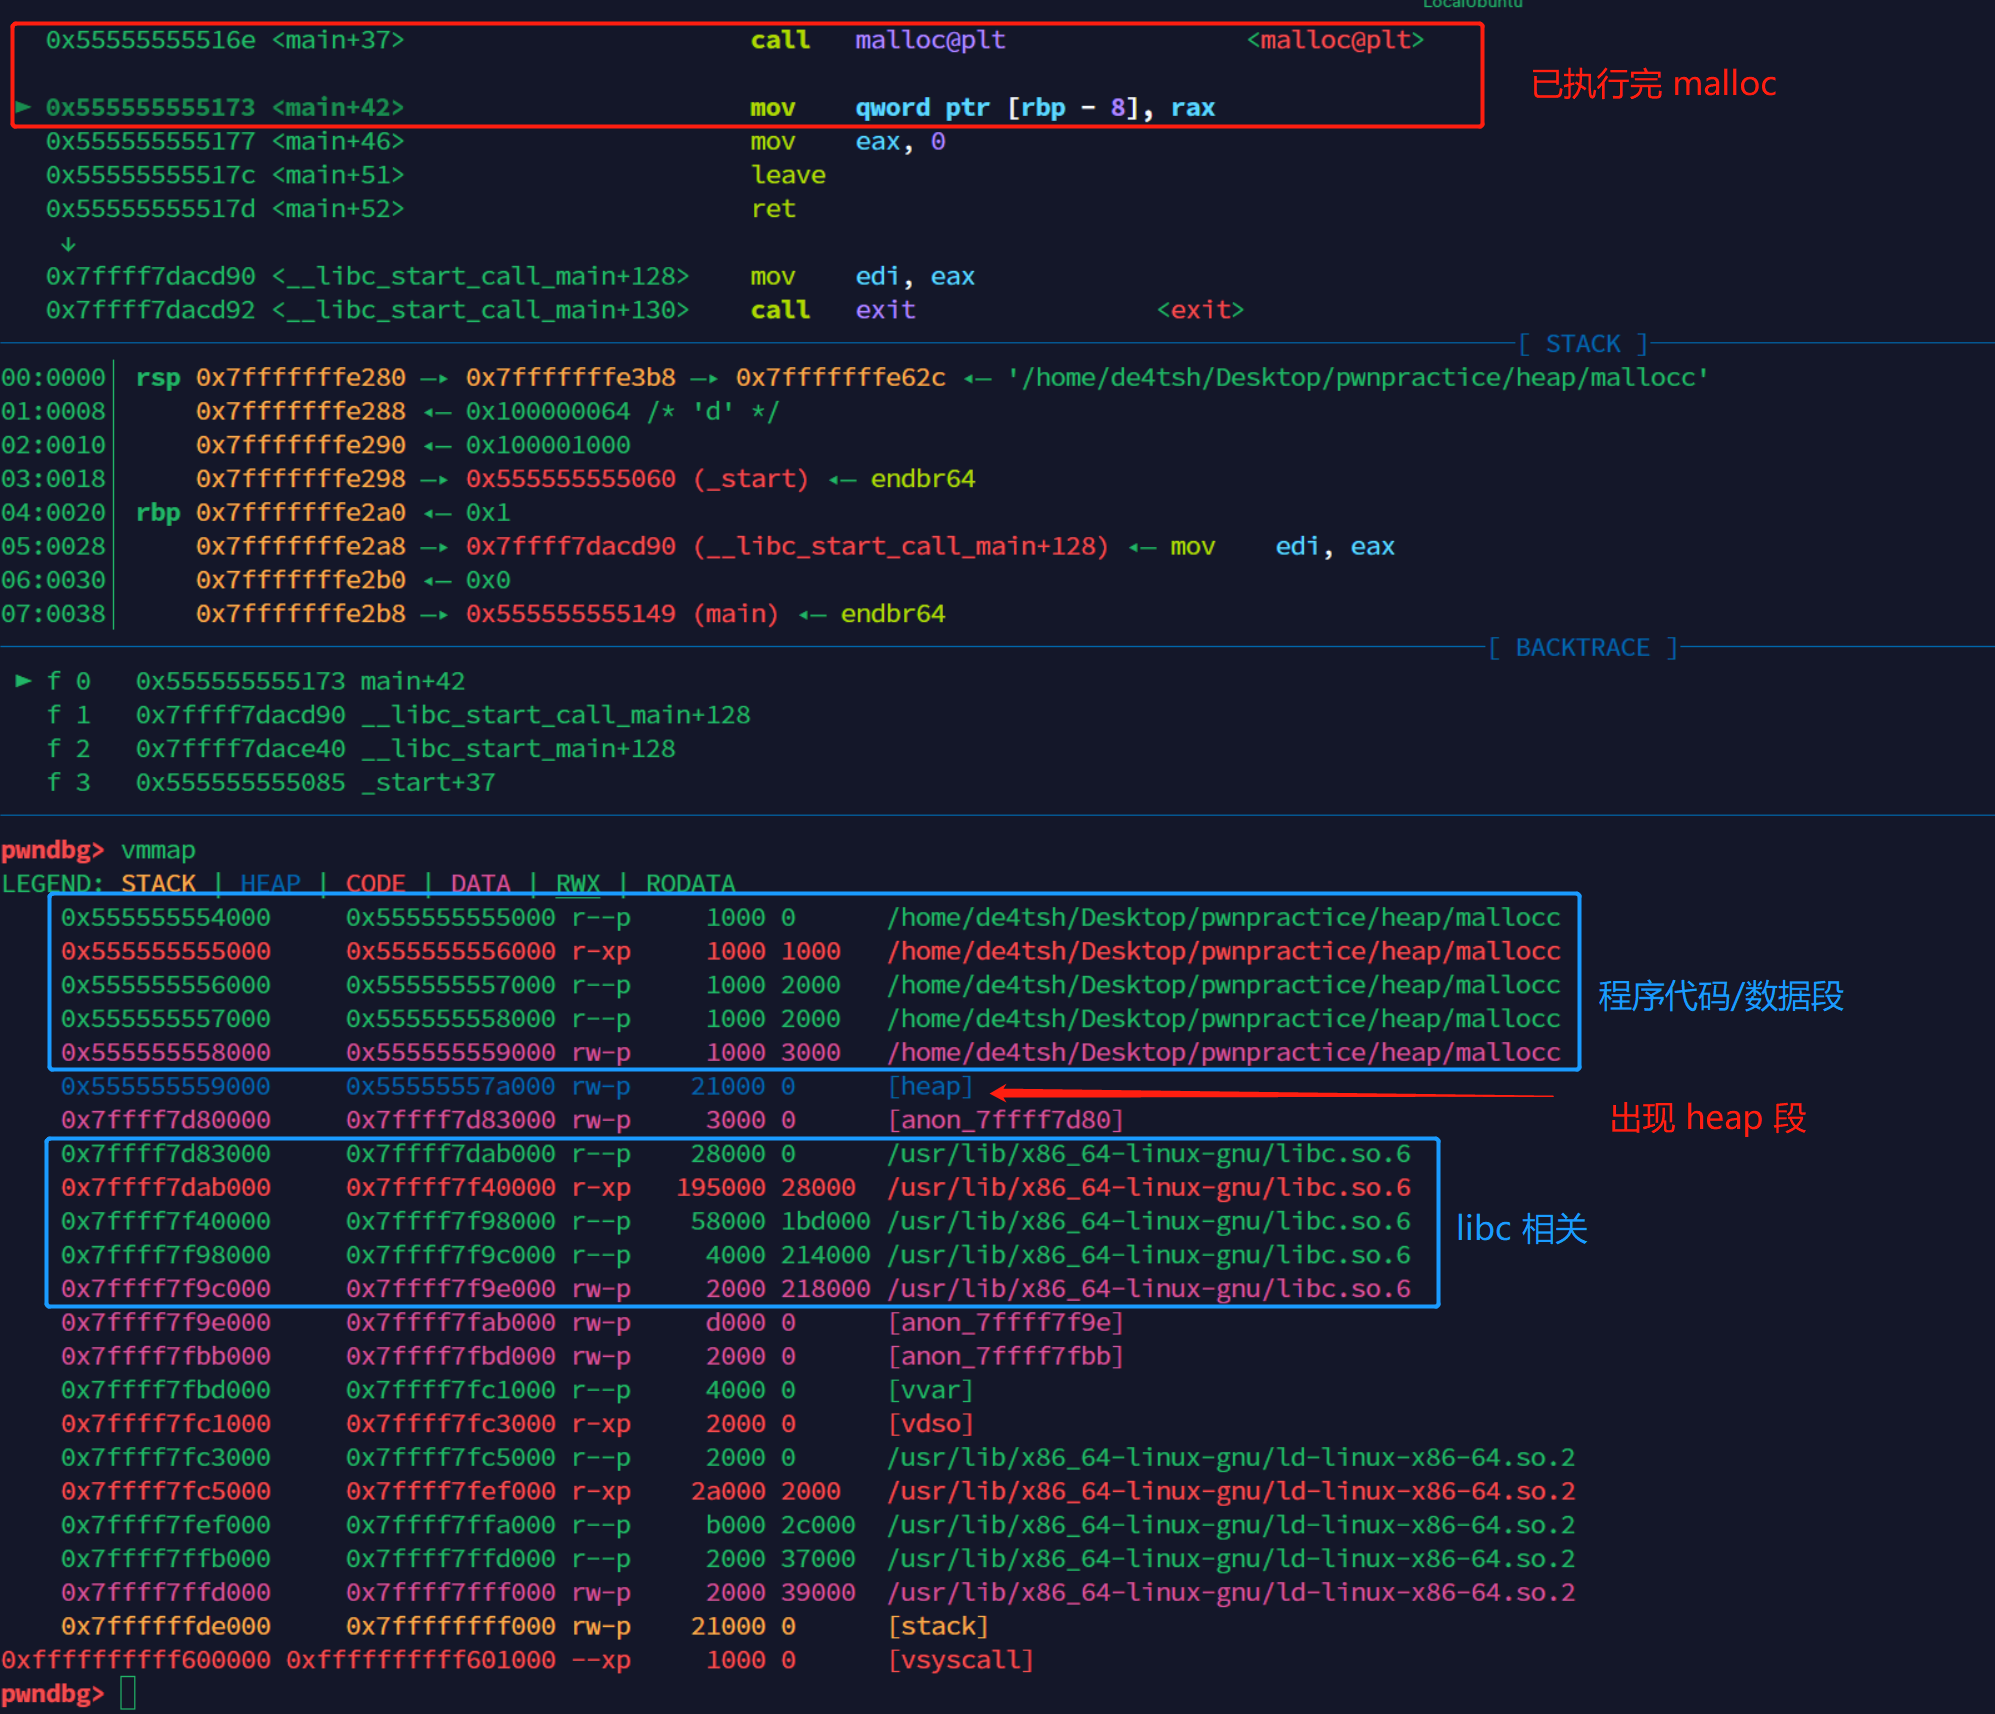 LocalUbuntu
0x55555555516e <main+37> call malloc@plt <malloc@plt>
已执行完 malloc
► 0x555555555173 <main+42> mov qword ptr [rbp - 8], rax
0x555555555177 <main+46> mov eax, 0
0x55555555517c <main+51> leave
0x55555555517d <main+52> ret
↓
0x7ffff7dacd90 <__libc_start_call_main+128> mov edi, eax
0x7ffff7dacd92 <__libc_start_call_main+130> call exit <exit>
[ STACK ]
00:0000│ rsp 0x7fffffffe280 —▸ 0x7fffffffe3b8 —▸ 0x7fffffffe62c ◂— '/home/de4tsh/Desktop/pwnpractice/heap/mallocc'
01:0008│ 0x7fffffffe288 ◂— 0x100000064 /* 'd' */
02:0010│ 0x7fffffffe290 ◂— 0x100001000
03:0018│ 0x7fffffffe298 —▸ 0x555555555060 (_start) ◂— endbr64
04:0020│ rbp 0x7fffffffe2a0 ◂— 0x1
05:0028│ 0x7fffffffe2a8 —▸ 0x7ffff7dacd90 (__libc_start_call_main+128) ◂— mov edi, eax
06:0030│ 0x7fffffffe2b0 ◂— 0x0
07:0038│ 0x7fffffffe2b8 —▸ 0x555555555149 (main) ◂— endbr64
[ BACKTRACE ]
► f 0 0x555555555173 main+42
f 1 0x7ffff7dacd90 __libc_start_call_main+128
f 2 0x7ffff7dace40 __libc_start_main+128
f 3 0x555555555085 _start+37
pwndbg> vmmap
LEGEND: STACK | HEAP | CODE | DATA | RWX | RODATA
0x555555554000 0x555555555000 r--p 1000 0 /home/de4tsh/Desktop/pwnpractice/heap/mallocc
0x555555555000 0x555555556000 r-xp 1000 1000 /home/de4tsh/Desktop/pwnpractice/heap/mallocc
0x555555556000 0x555555557000 r--p 1000 2000 /home/de4tsh/Desktop/pwnpractice/heap/mallocc
程序代码/数据段
0x555555557000 0x555555558000 r--p 1000 2000 /home/de4tsh/Desktop/pwnpractice/heap/mallocc
0x555555558000 0x555555559000 rw-p 1000 3000 /home/de4tsh/Desktop/pwnpractice/heap/mallocc
0x555555559000 0x55555557a000 rw-p 21000 0 [heap]
出现 heap 段
0x7ffff7d80000 0x7ffff7d83000 rw-p 3000 0 [anon_7ffff7d80]
0x7ffff7d83000 0x7ffff7dab000 r--p 28000 0 /usr/lib/x86_64-linux-gnu/libc.so.6
0x7ffff7dab000 0x7ffff7f40000 r-xp 195000 28000 /usr/lib/x86_64-linux-gnu/libc.so.6
0x7ffff7f40000 0x7ffff7f98000 r--p 58000 1bd000 /usr/lib/x86_64-linux-gnu/libc.so.6
libc 相关
0x7ffff7f98000 0x7ffff7f9c000 r--p 4000 214000 /usr/lib/x86_64-linux-gnu/libc.so.6
0x7ffff7f9c000 0x7ffff7f9e000 rw-p 2000 218000 /usr/lib/x86_64-linux-gnu/libc.so.6
0x7ffff7f9e000 0x7ffff7fab000 rw-p d000 0 [anon_7ffff7f9e]
0x7ffff7fbb000 0x7ffff7fbd000 rw-p 2000 0 [anon_7ffff7fbb]
0x7ffff7fbd000 0x7ffff7fc1000 r--p 4000 0 [vvar]
0x7ffff7fc1000 0x7ffff7fc3000 r-xp 2000 0 [vdso]
0x7ffff7fc3000 0x7ffff7fc5000 r--p 2000 0 /usr/lib/x86_64-linux-gnu/ld-linux-x86-64.so.2
0x7ffff7fc5000 0x7ffff7fef000 r-xp 2a000 2000 /usr/lib/x86_64-linux-gnu/ld-linux-x86-64.so.2
0x7ffff7fef000 0x7ffff7ffa000 r--p b000 2c000 /usr/lib/x86_64-linux-gnu/ld-linux-x86-64.so.2
0x7ffff7ffb000 0x7ffff7ffd000 r--p 2000 37000 /usr/lib/x86_64-linux-gnu/ld-linux-x86-64.so.2
0x7ffff7ffd000 0x7ffff7fff000 rw-p 2000 39000 /usr/lib/x86_64-linux-gnu/ld-linux-x86-64.so.2
0x7ffffffde000 0x7ffffffff000 rw-p 21000 0 [stack]
0xffffffffff600000 0xffffffffff601000 --xp 1000 0 [vsyscall]
pwndbg>